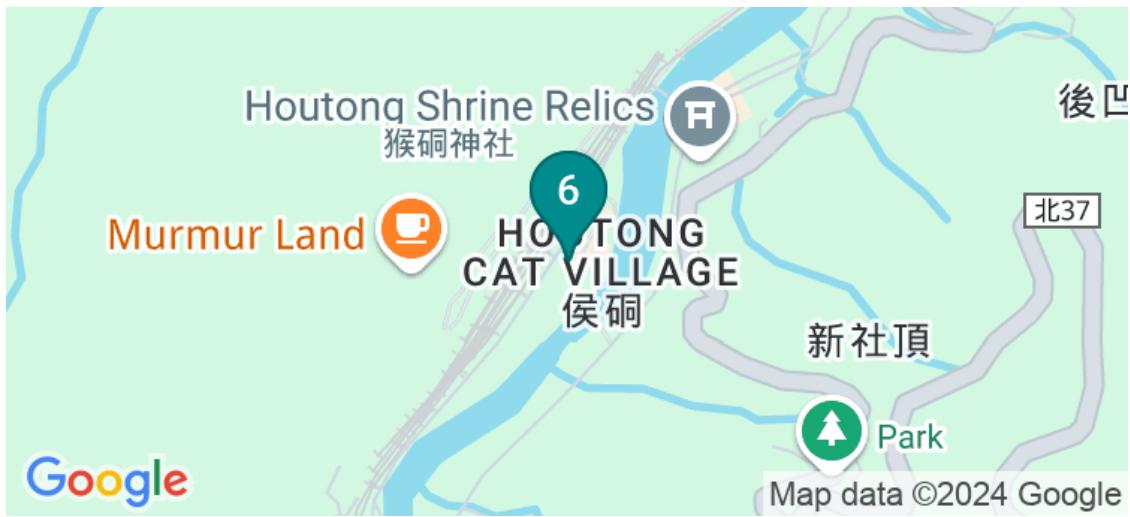 Houtong Shrine Relics
猴硐神社
後凹
6
北37
Murmur Land
HOUTONG
CAT VILLAGE
侯硐
新社頂
Park
Google
Map data ©2024 Google